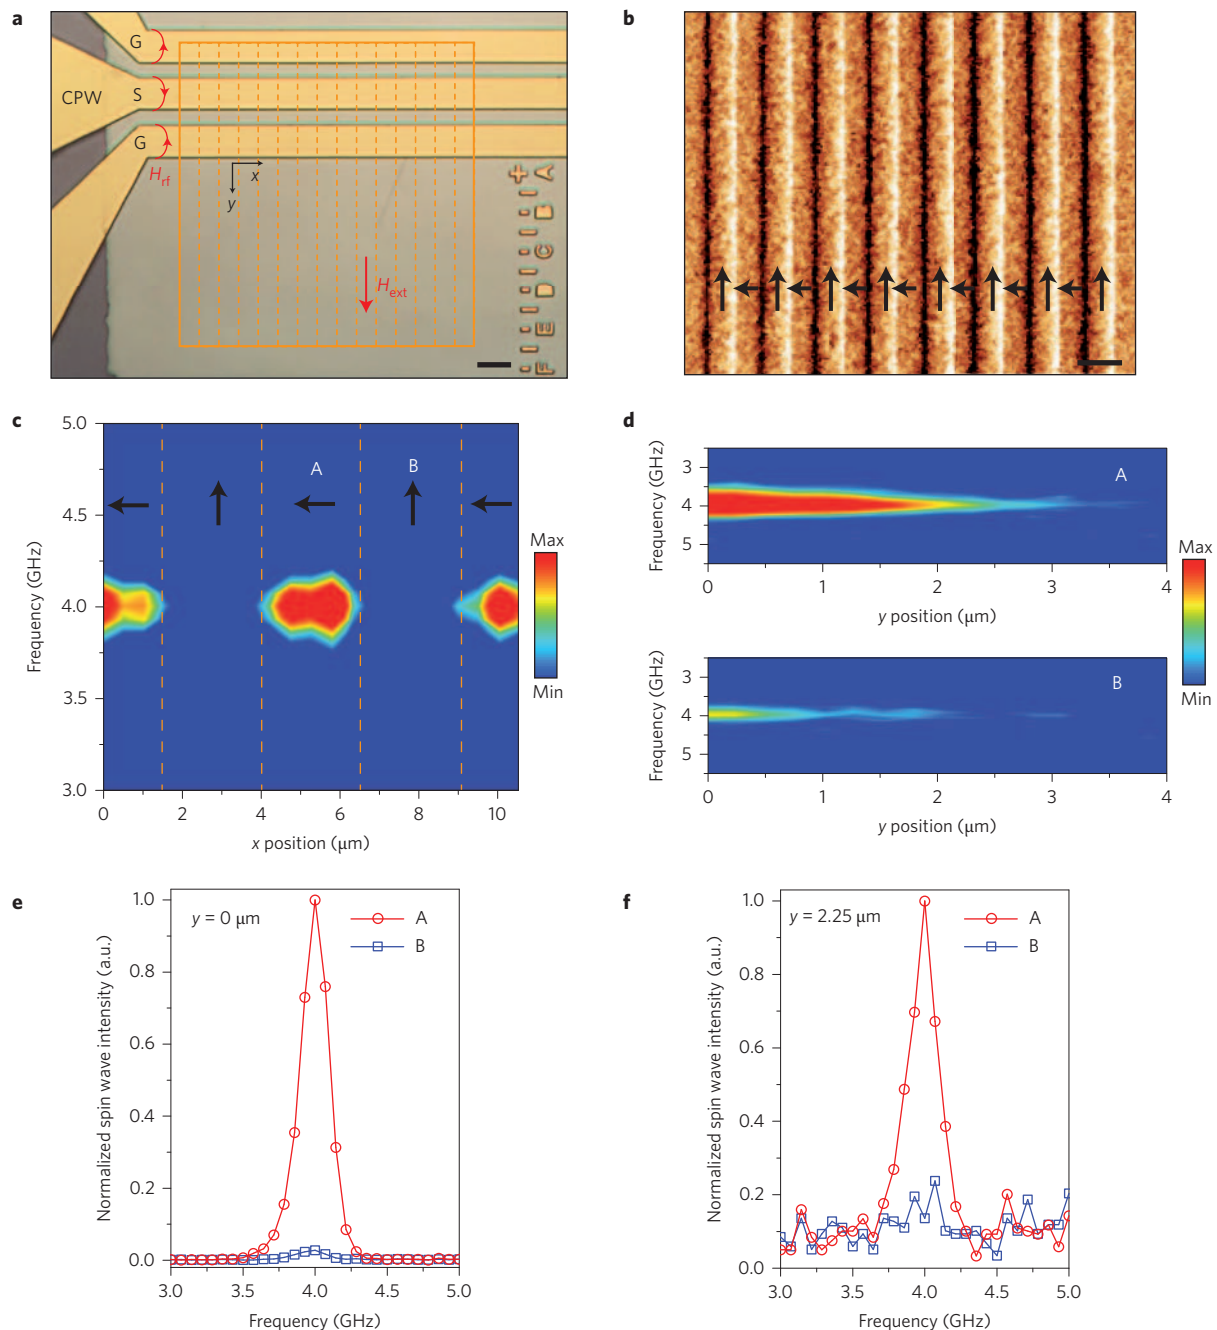 a
G
S
CPW
G
H_rf
x
y
H_ext
A
B
C
D
E
F
b
c
5.0
4.5
4.0
3.5
3.0
Frequency (GHz)
A
B
0
2
4
6
8
10
x position (μm)
Max
Min
d
Frequency (GHz)
3
4
5
A
0
1
2
3
4
y position (μm)
Frequency (GHz)
3
4
5
B
0
1
2
3
4
y position (μm)
Max
Min
e
Normalized spin wave intensity (a.u.)
1.0
0.8
0.6
0.4
0.2
0.0
y = 0 μm
A
B
3.0
3.5
4.0
4.5
5.0
Frequency (GHz)
f
Normalized spin wave intensity (a.u.)
1.0
0.8
0.6
0.4
0.2
0.0
y = 2.25 μm
A
B
3.0
3.5
4.0
4.5
5.0
Frequency (GHz)